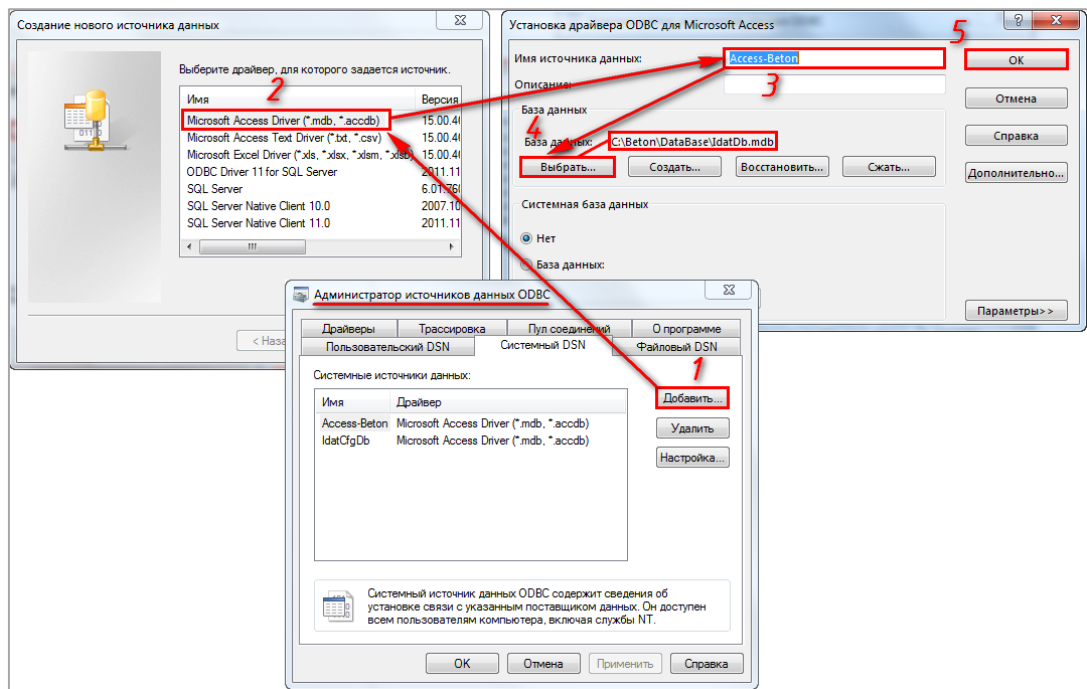 Создание нового источника данных
Выберите драйвер, для которого задается источник.
2
Имя Версия
Microsoft Access Driver (*.mdb, *.accdb) 15.00.4
Microsoft Access Text Driver (*.txt, *.csv) 15.00.4
Microsoft Excel Driver (*.xls, *.xlsx, *.xlsm, *.xlsb) 15.00.4
ODBC Driver 11 for SQL Server 2011.11
SQL Server 6.01.760
SQL Server Native Client 10.0 2007.10
SQL Server Native Client 11.0 2011.11
< Наза
Установка драйвера ODBC для Microsoft Access
5
Имя источника данных: Access-Beton OK
Описание: 3
Отмена
База данных
4
База данных: C:\Beton\DataBase\IdatDb.mdb
Справка
Выбрать... Создать... Восстановить... Сжать... Дополнительно...
Системная база данных
Нет
База данных:
Параметры>>
Администратор источников данных ODBC
Драйверы Трассировка Пул соединений О программе
Пользовательский DSN Системный DSN Файловый DSN
1
Системные источники данных:
Имя Драйвер
Access-Beton Microsoft Access Driver (*.mdb, *.accdb)
IdatCfgDb Microsoft Access Driver (*.mdb, *.accdb)
Добавить...
Удалить
Настройка...
Системный источник данных ODBC содержит сведения об
установке связи с указанным поставщиком данных. Он доступен
всем пользователям компьютера, включая службы NT.
OK Отмена Применить Справка